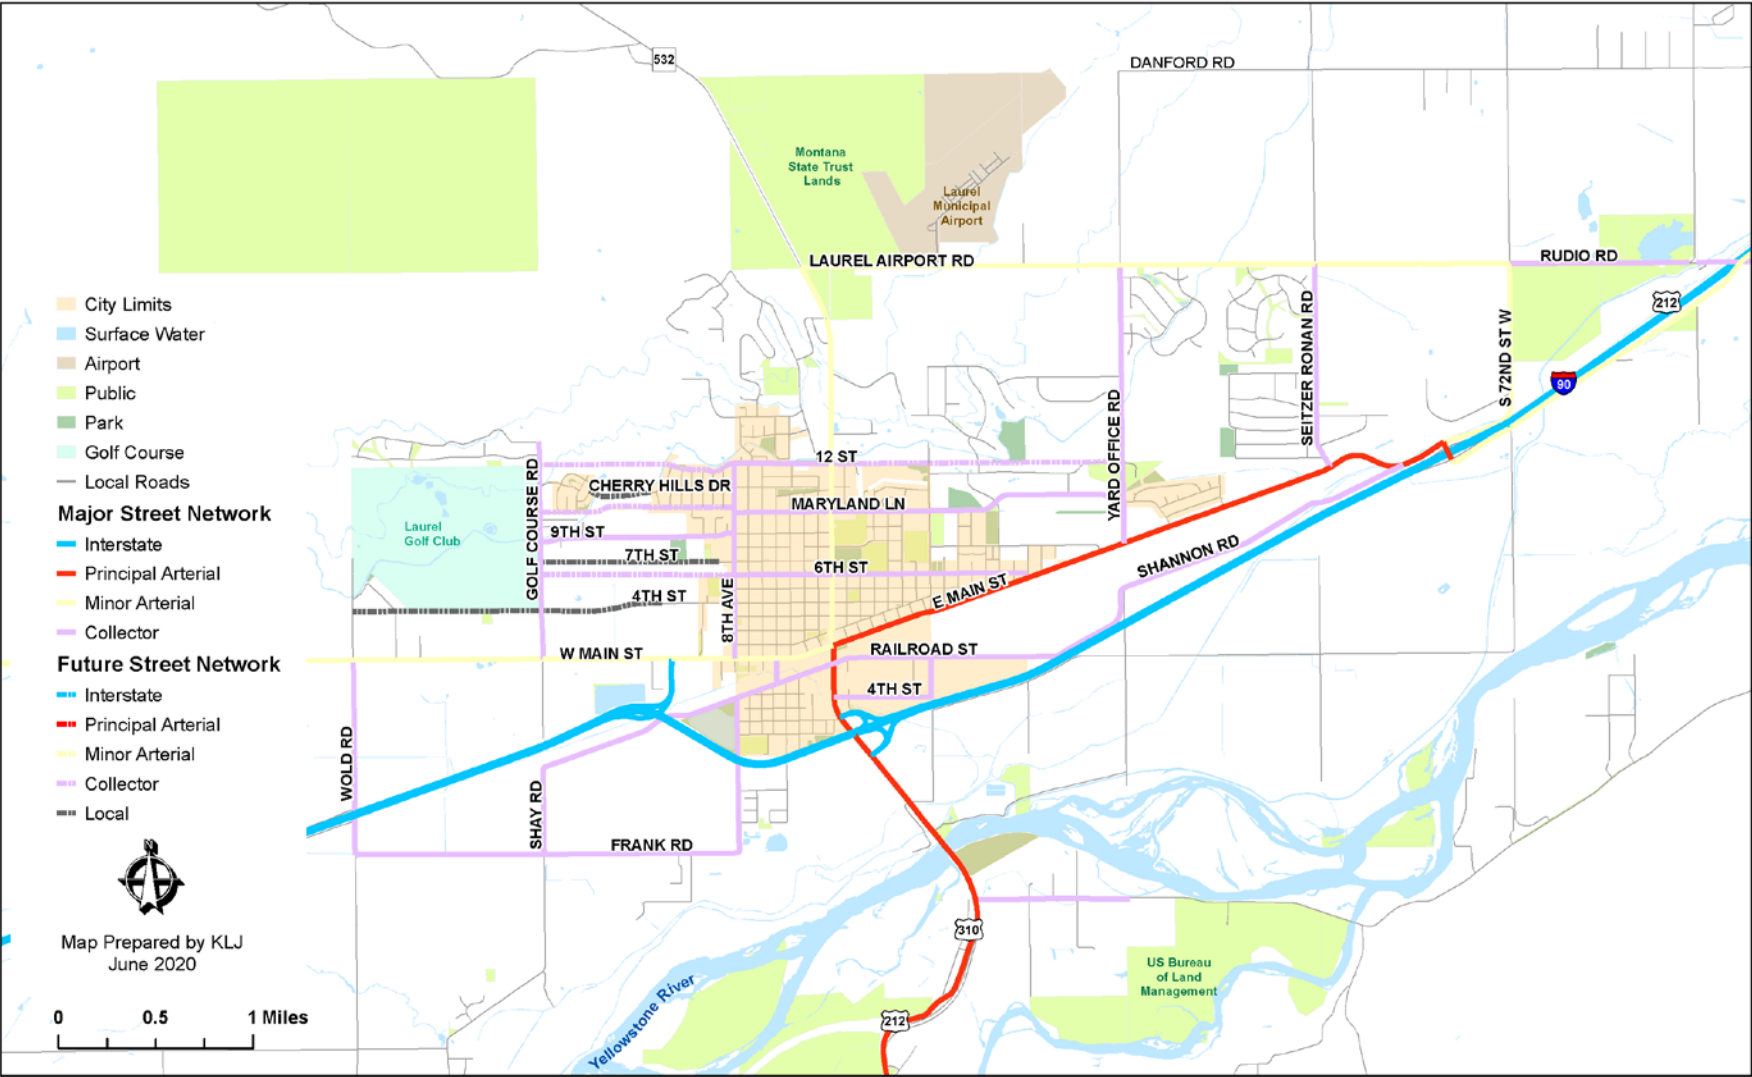 532
DANFORD RD
Montana
State Trust
Lands
Laurel
Municipal
Airport
LAUREL AIRPORT RD
RUDIO RD
212
90
S 72ND ST W
SEITZER RONAN RD
YARD OFFICE RD
City Limits
Surface Water
Airport
Public
Park
Golf Course
Local Roads
Major Street Network
Interstate
Principal Arterial
Minor Arterial
Collector
Future Street Network
Interstate
Principal Arterial
Minor Arterial
Collector
Local
N
Map Prepared by KLJ
June 2020
0 0.5 1 Miles
12 ST
CHERRY HILLS DR
MARYLAND LN
Laurel
Golf Club
GOLF COURSE RD
9TH ST
7TH ST
6TH ST
4TH ST
8TH AVE
E MAIN ST
SHANNON RD
W MAIN ST
RAILROAD ST
4TH ST
WOLD RD
SHAY RD
FRANK RD
310
US Bureau
of Land
Management
Yellowstone River
212